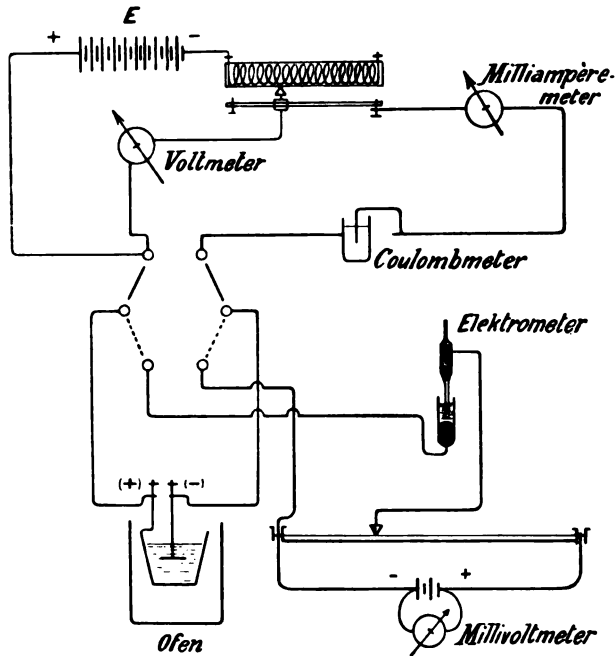 E
+ -
Milliampère-
meter
Voltmeter
Coulombmeter
Elektrometer
(+) (-)
- +
Ofen
Millivoltmeter